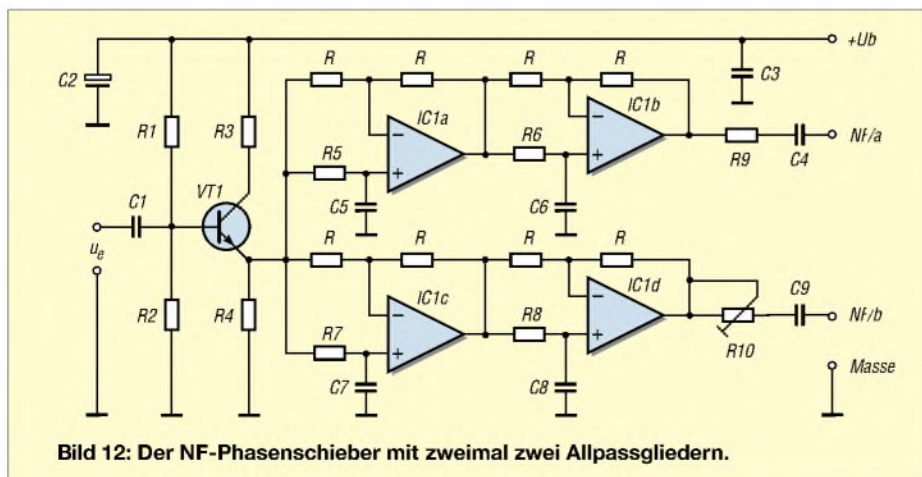 R R R R +Ub
C2 C3
IC1a IC1b
R1 R3 R5 R6 NF/a
R9 C4
C1 VT1 C5 C6
ue R R R R
IC1c IC1d C9
R2 R4 NF/b
R7 R8 R10
C7 C8 Masse
Bild 12: Der NF-Phasenschieber mit zweimal zwei Allpassgliedern.